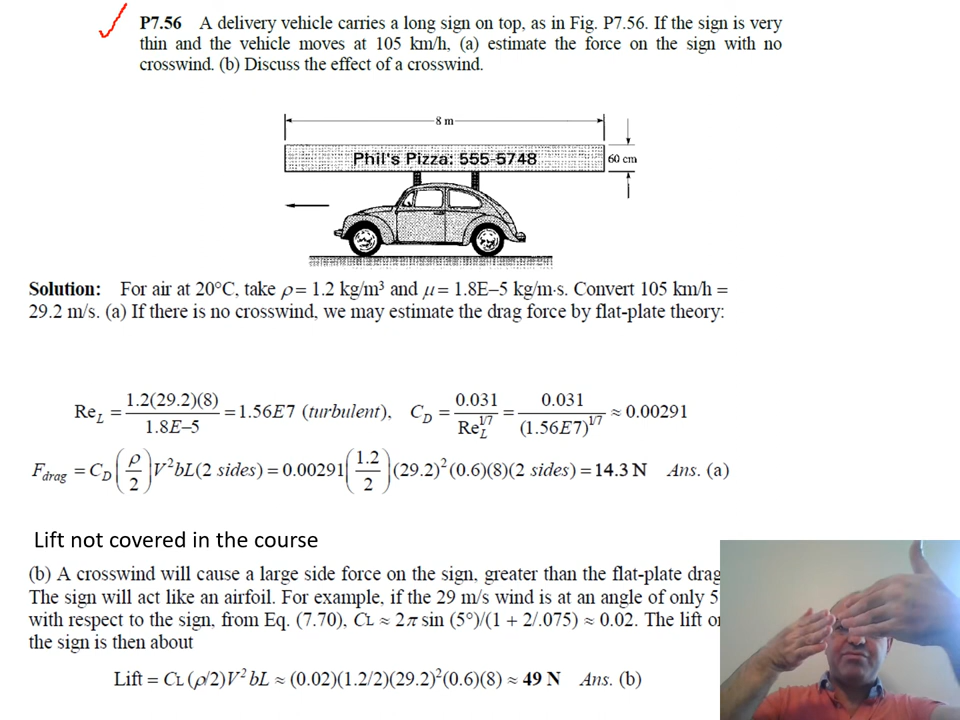 P7.56 A delivery vehicle carries a long sign on top, as in Fig. P7.56. If the sign is very
thin and the vehicle moves at 105 km/h, (a) estimate the force on the sign with no
crosswind. (b) Discuss the effect of a crosswind.
8 m
Phil's Pizza: 555-5748
60 cm
Solution: For air at 20°C, take ρ = 1.2 kg/m³ and μ = 1.8E–5 kg/m·s. Convert 105 km/h =
29.2 m/s. (a) If there is no crosswind, we may estimate the drag force by flat-plate theory:
Re_L = 1.2(29.2)(8)/1.8E–5 = 1.56E7 (turbulent), C_D = 0.031/Re_L^1/7 = 0.031/(1.56E7)^1/7 ≈ 0.00291
F_drag = C_D(ρ/2)V²bL(2 sides) = 0.00291(1.2/2)(29.2)²(0.6)(8)(2 sides) = 14.3 N Ans. (a)
Lift not covered in the course
(b) A crosswind will cause a large side force on the sign, greater than the flat-plate drag
The sign will act like an airfoil. For example, if the 29 m/s wind is at an angle of only 5
with respect to the sign, from Eq. (7.70), CL ≈ 2π sin (5°)/(1 + 2/.075) ≈ 0.02. The lift
the sign is then about
Lift = CL (ρ/2)V² bL ≈ (0.02)(1.2/2)(29.2)²(0.6)(8) ≈ 49 N Ans. (b)